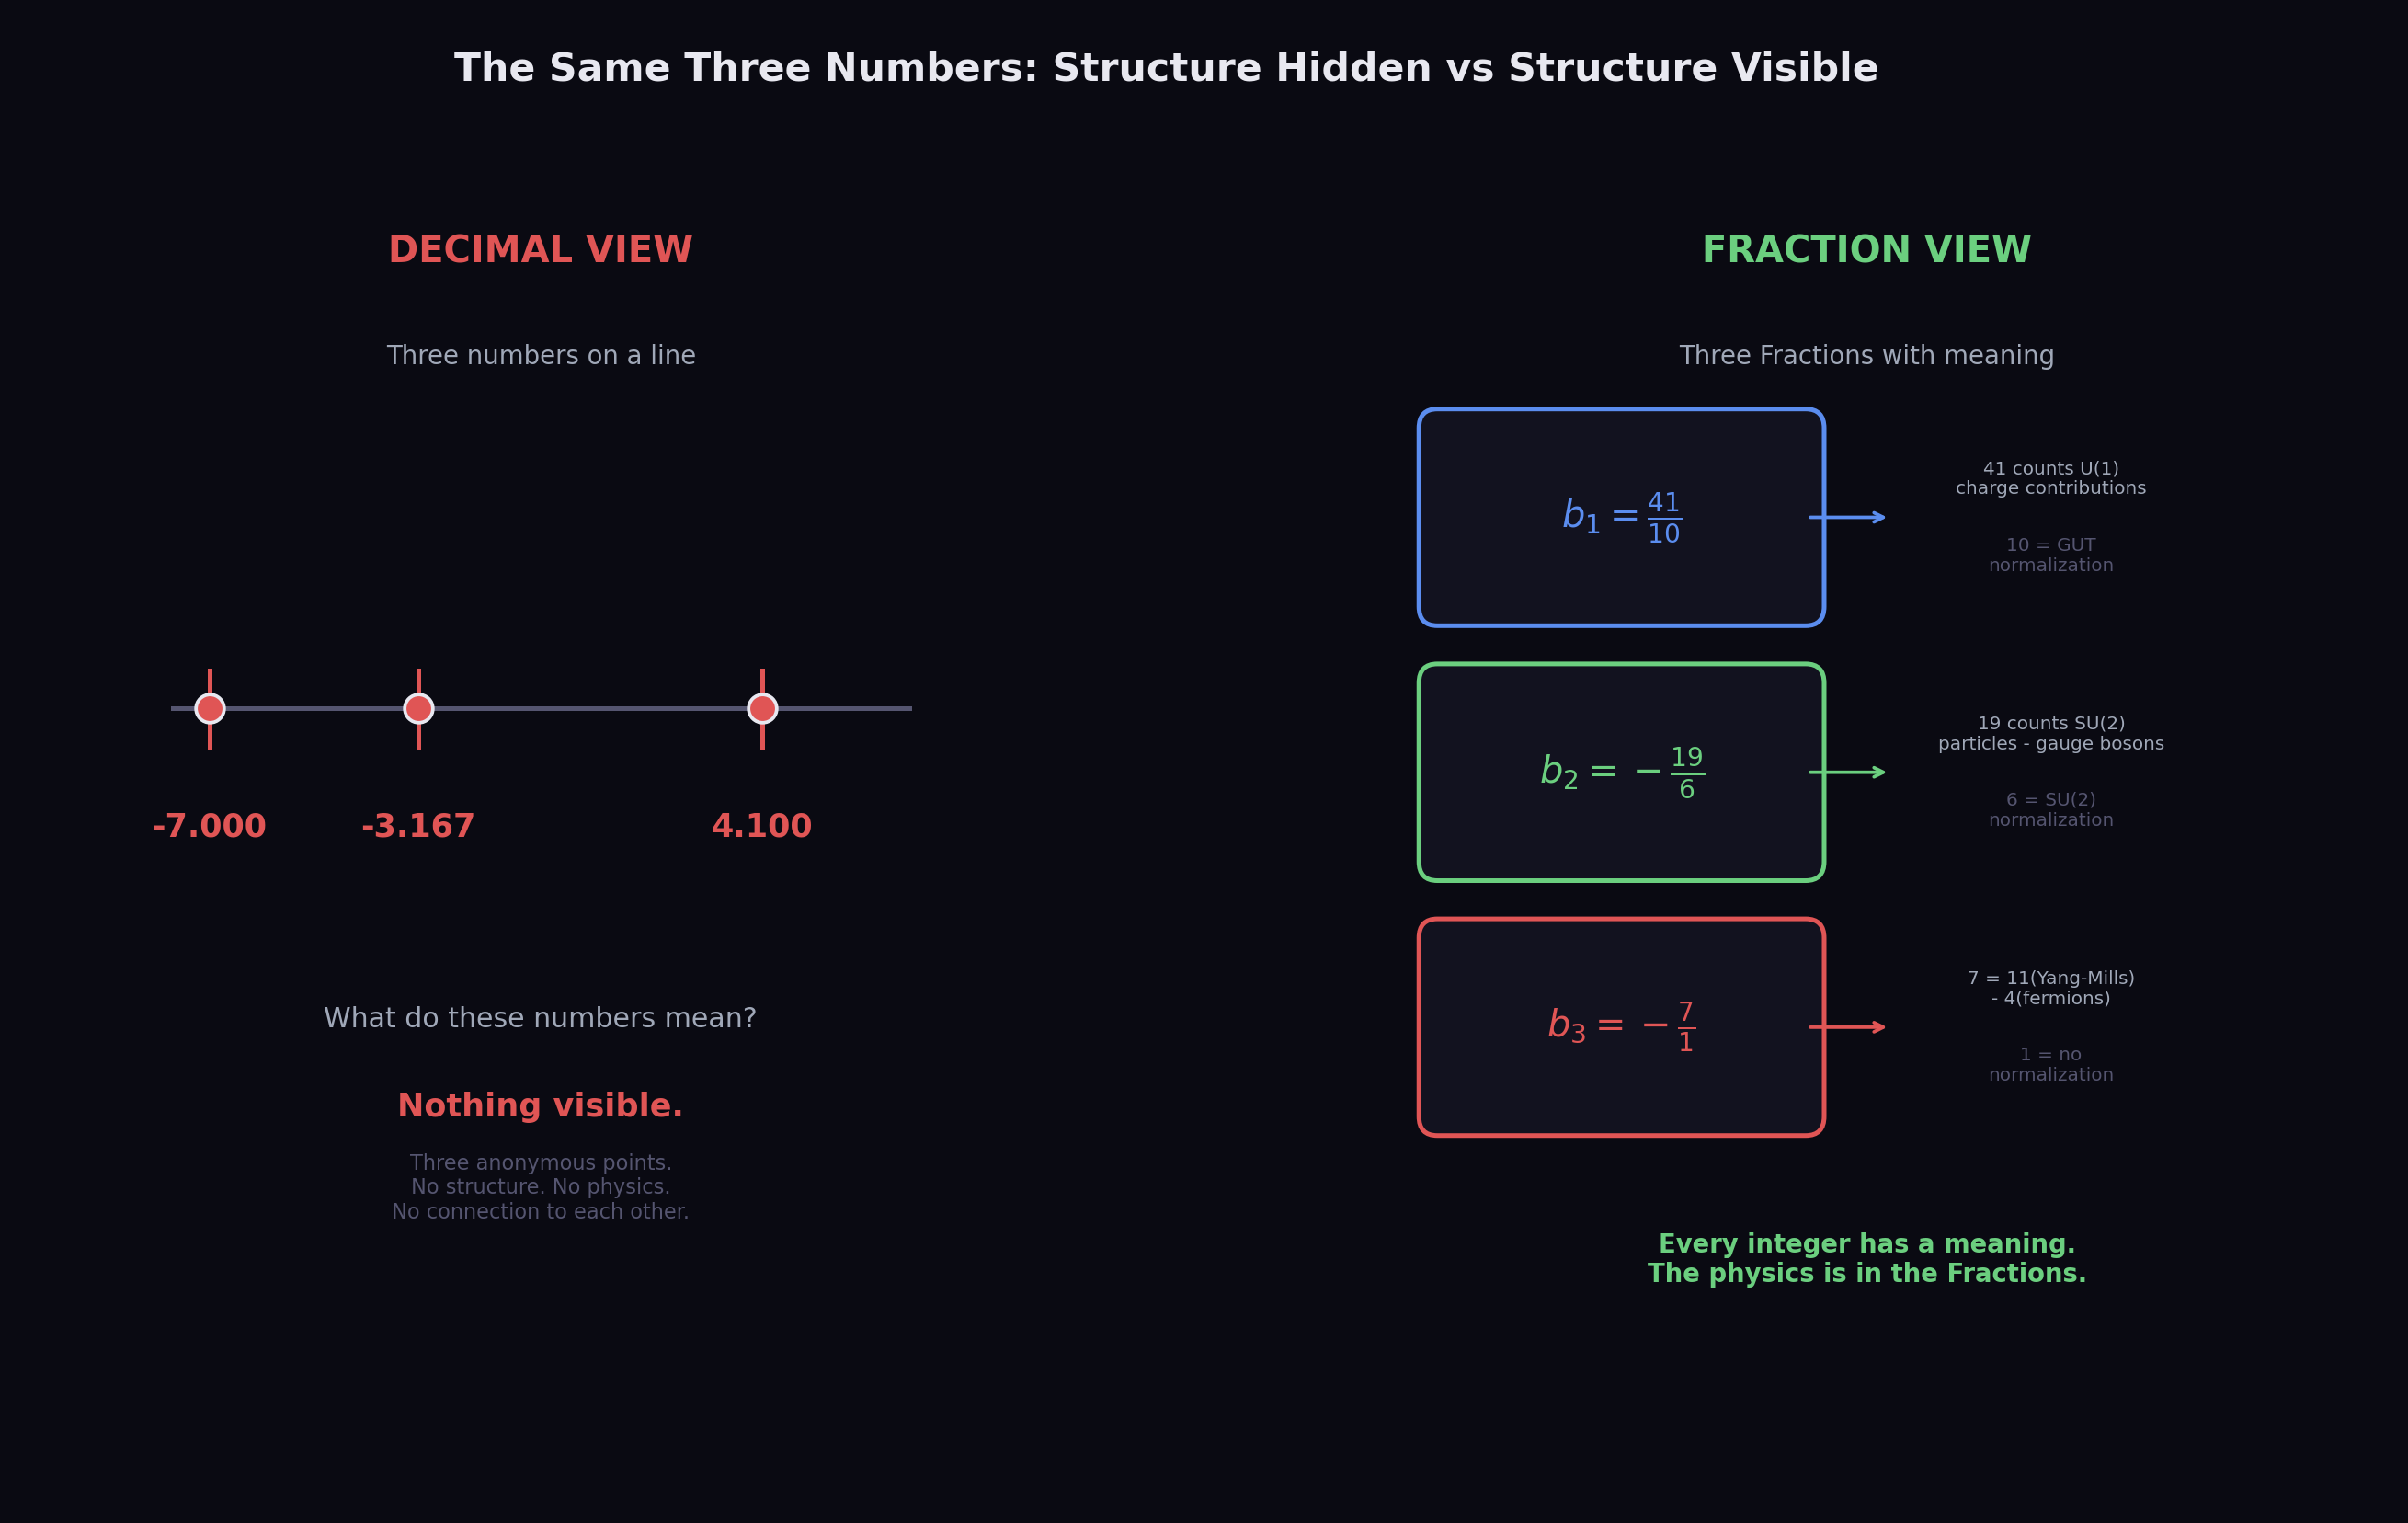 The Same Three Numbers: Structure Hidden vs Structure Visible
DECIMAL VIEW
Three numbers on a line
-7.000
-3.167
4.100
What do these numbers mean?
Nothing visible.
Three anonymous points.
No structure. No physics.
No connection to each other.
FRACTION VIEW
Three Fractions with meaning
b₁ = 41/10
41 counts U(1)
charge contributions
10 = GUT
normalization
b₂ = − 19/6
19 counts SU(2)
particles - gauge bosons
6 = SU(2)
normalization
b₃ = − 7/1
7 = 11(Yang-Mills)
- 4(fermions)
1 = no
normalization
Every integer has a meaning.
The physics is in the Fractions.